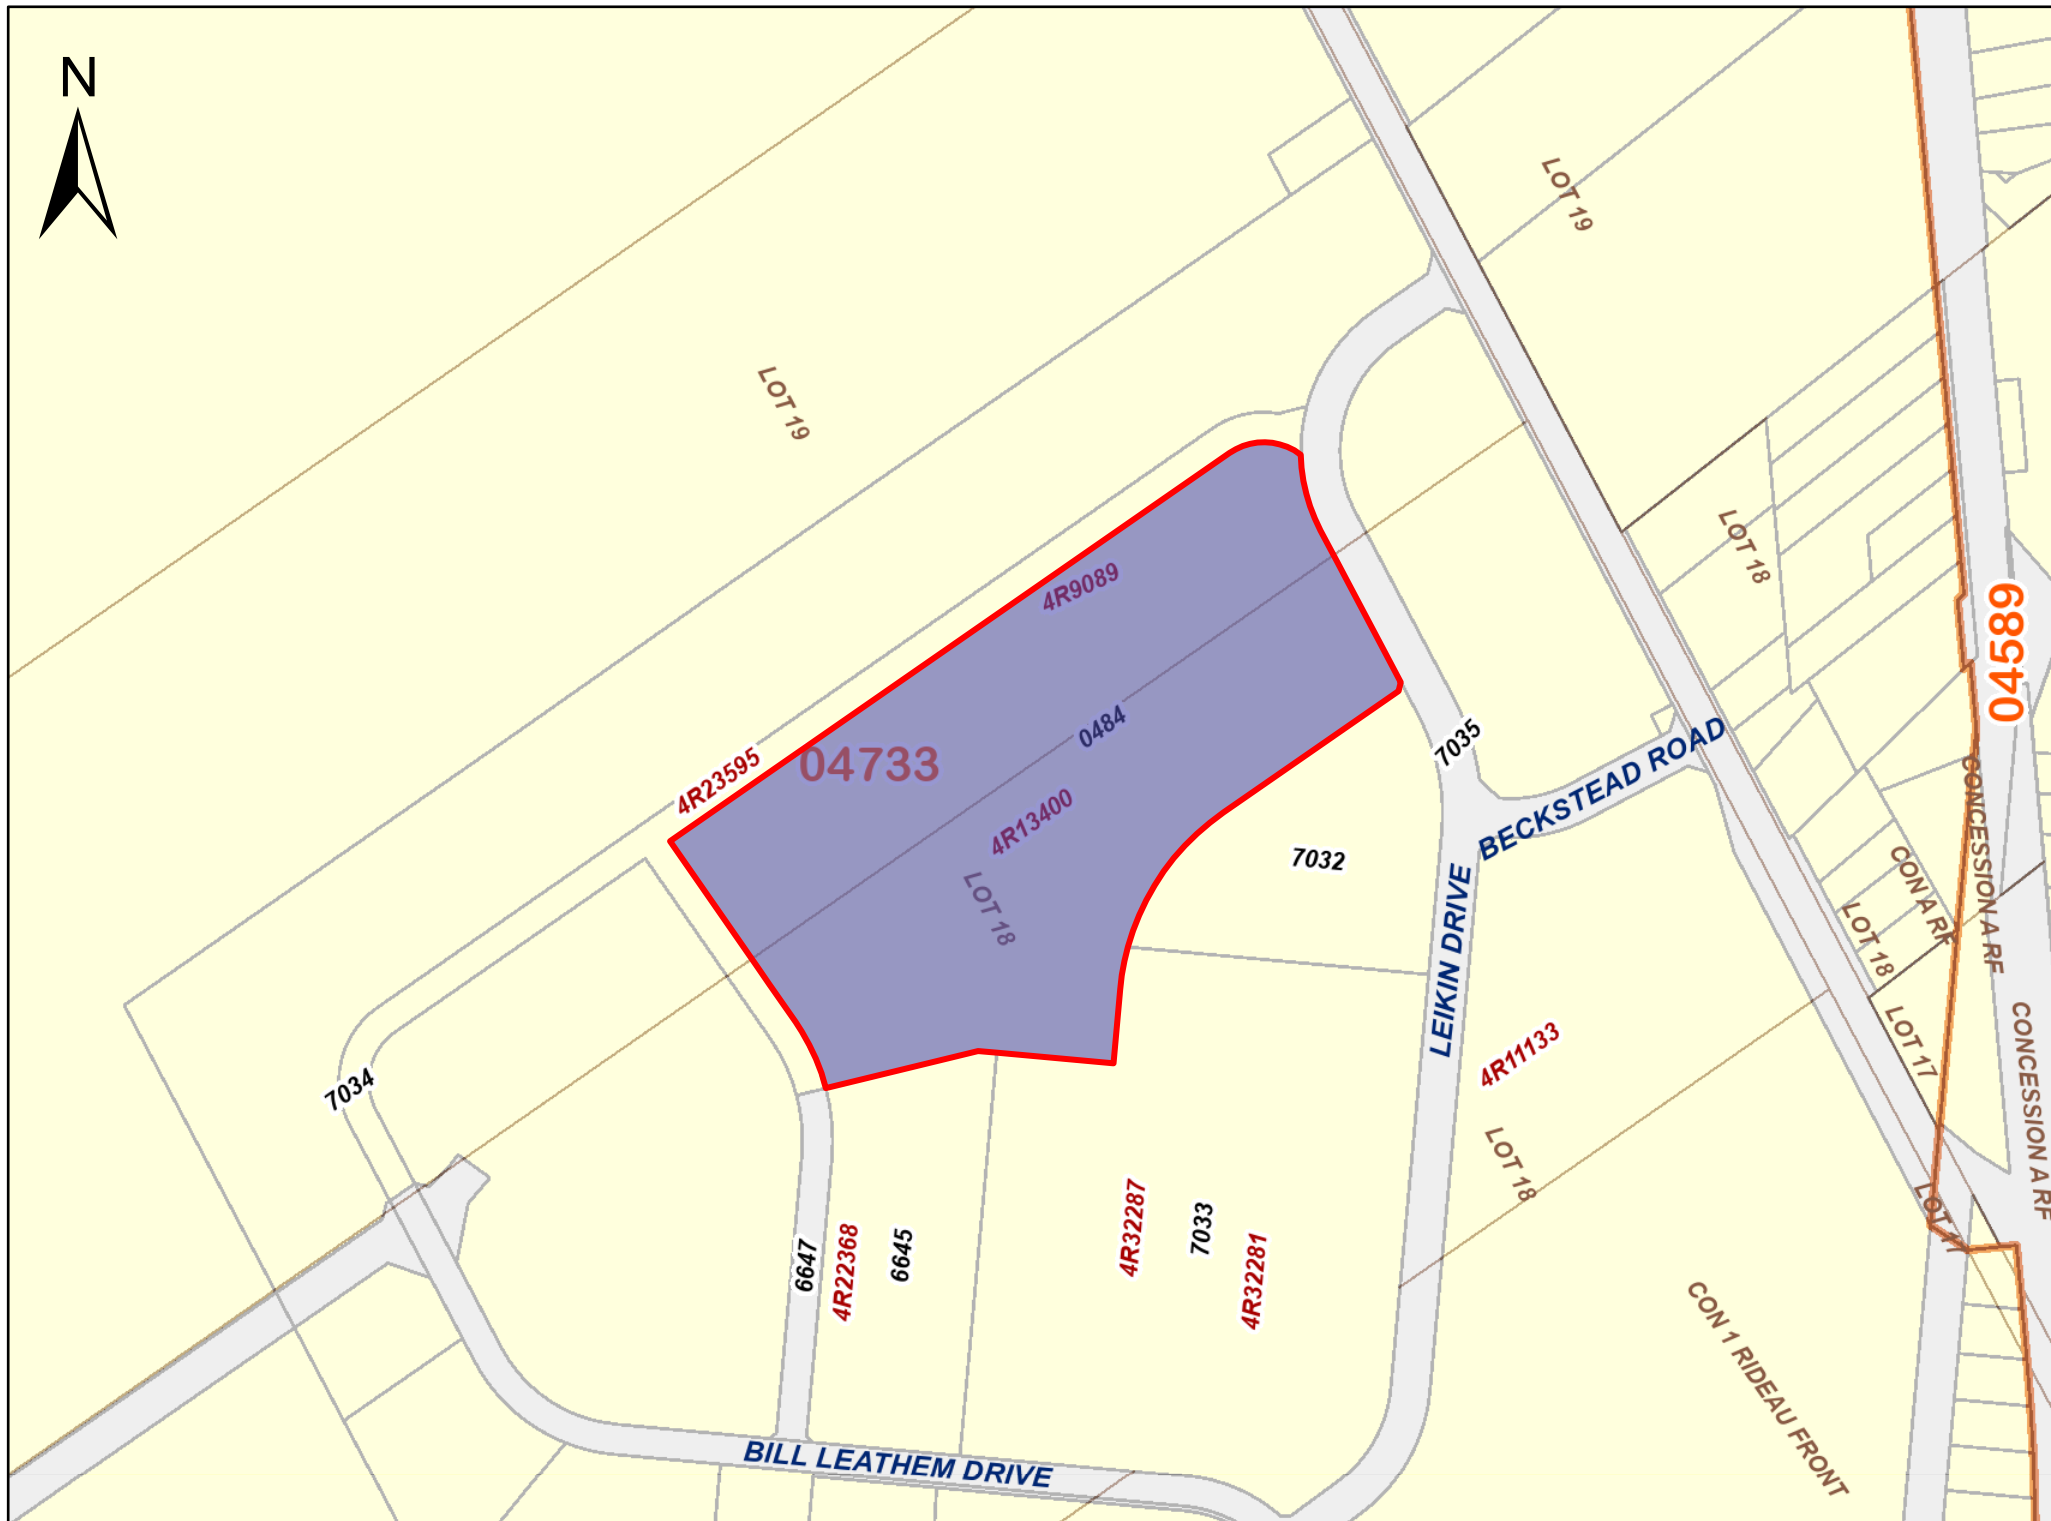 N
LOT 19
LOT 19
LOT 18
4R9089
04589
0484
4R23595
04733
7035
BECKSTEAD ROAD
4R13400
CONCESSION A RF
7032
CON A RF
LOT 18
LOT 18
LEIKIN DRIVE
LOT 17
4R11133
7034
CONCESSION A RF
LOT 18
4R32287
7033
LOT 17
4R22368
6645
6647
4R32281
CON 1 RIDEAU FRONT
BILL LEATHEM DRIVE